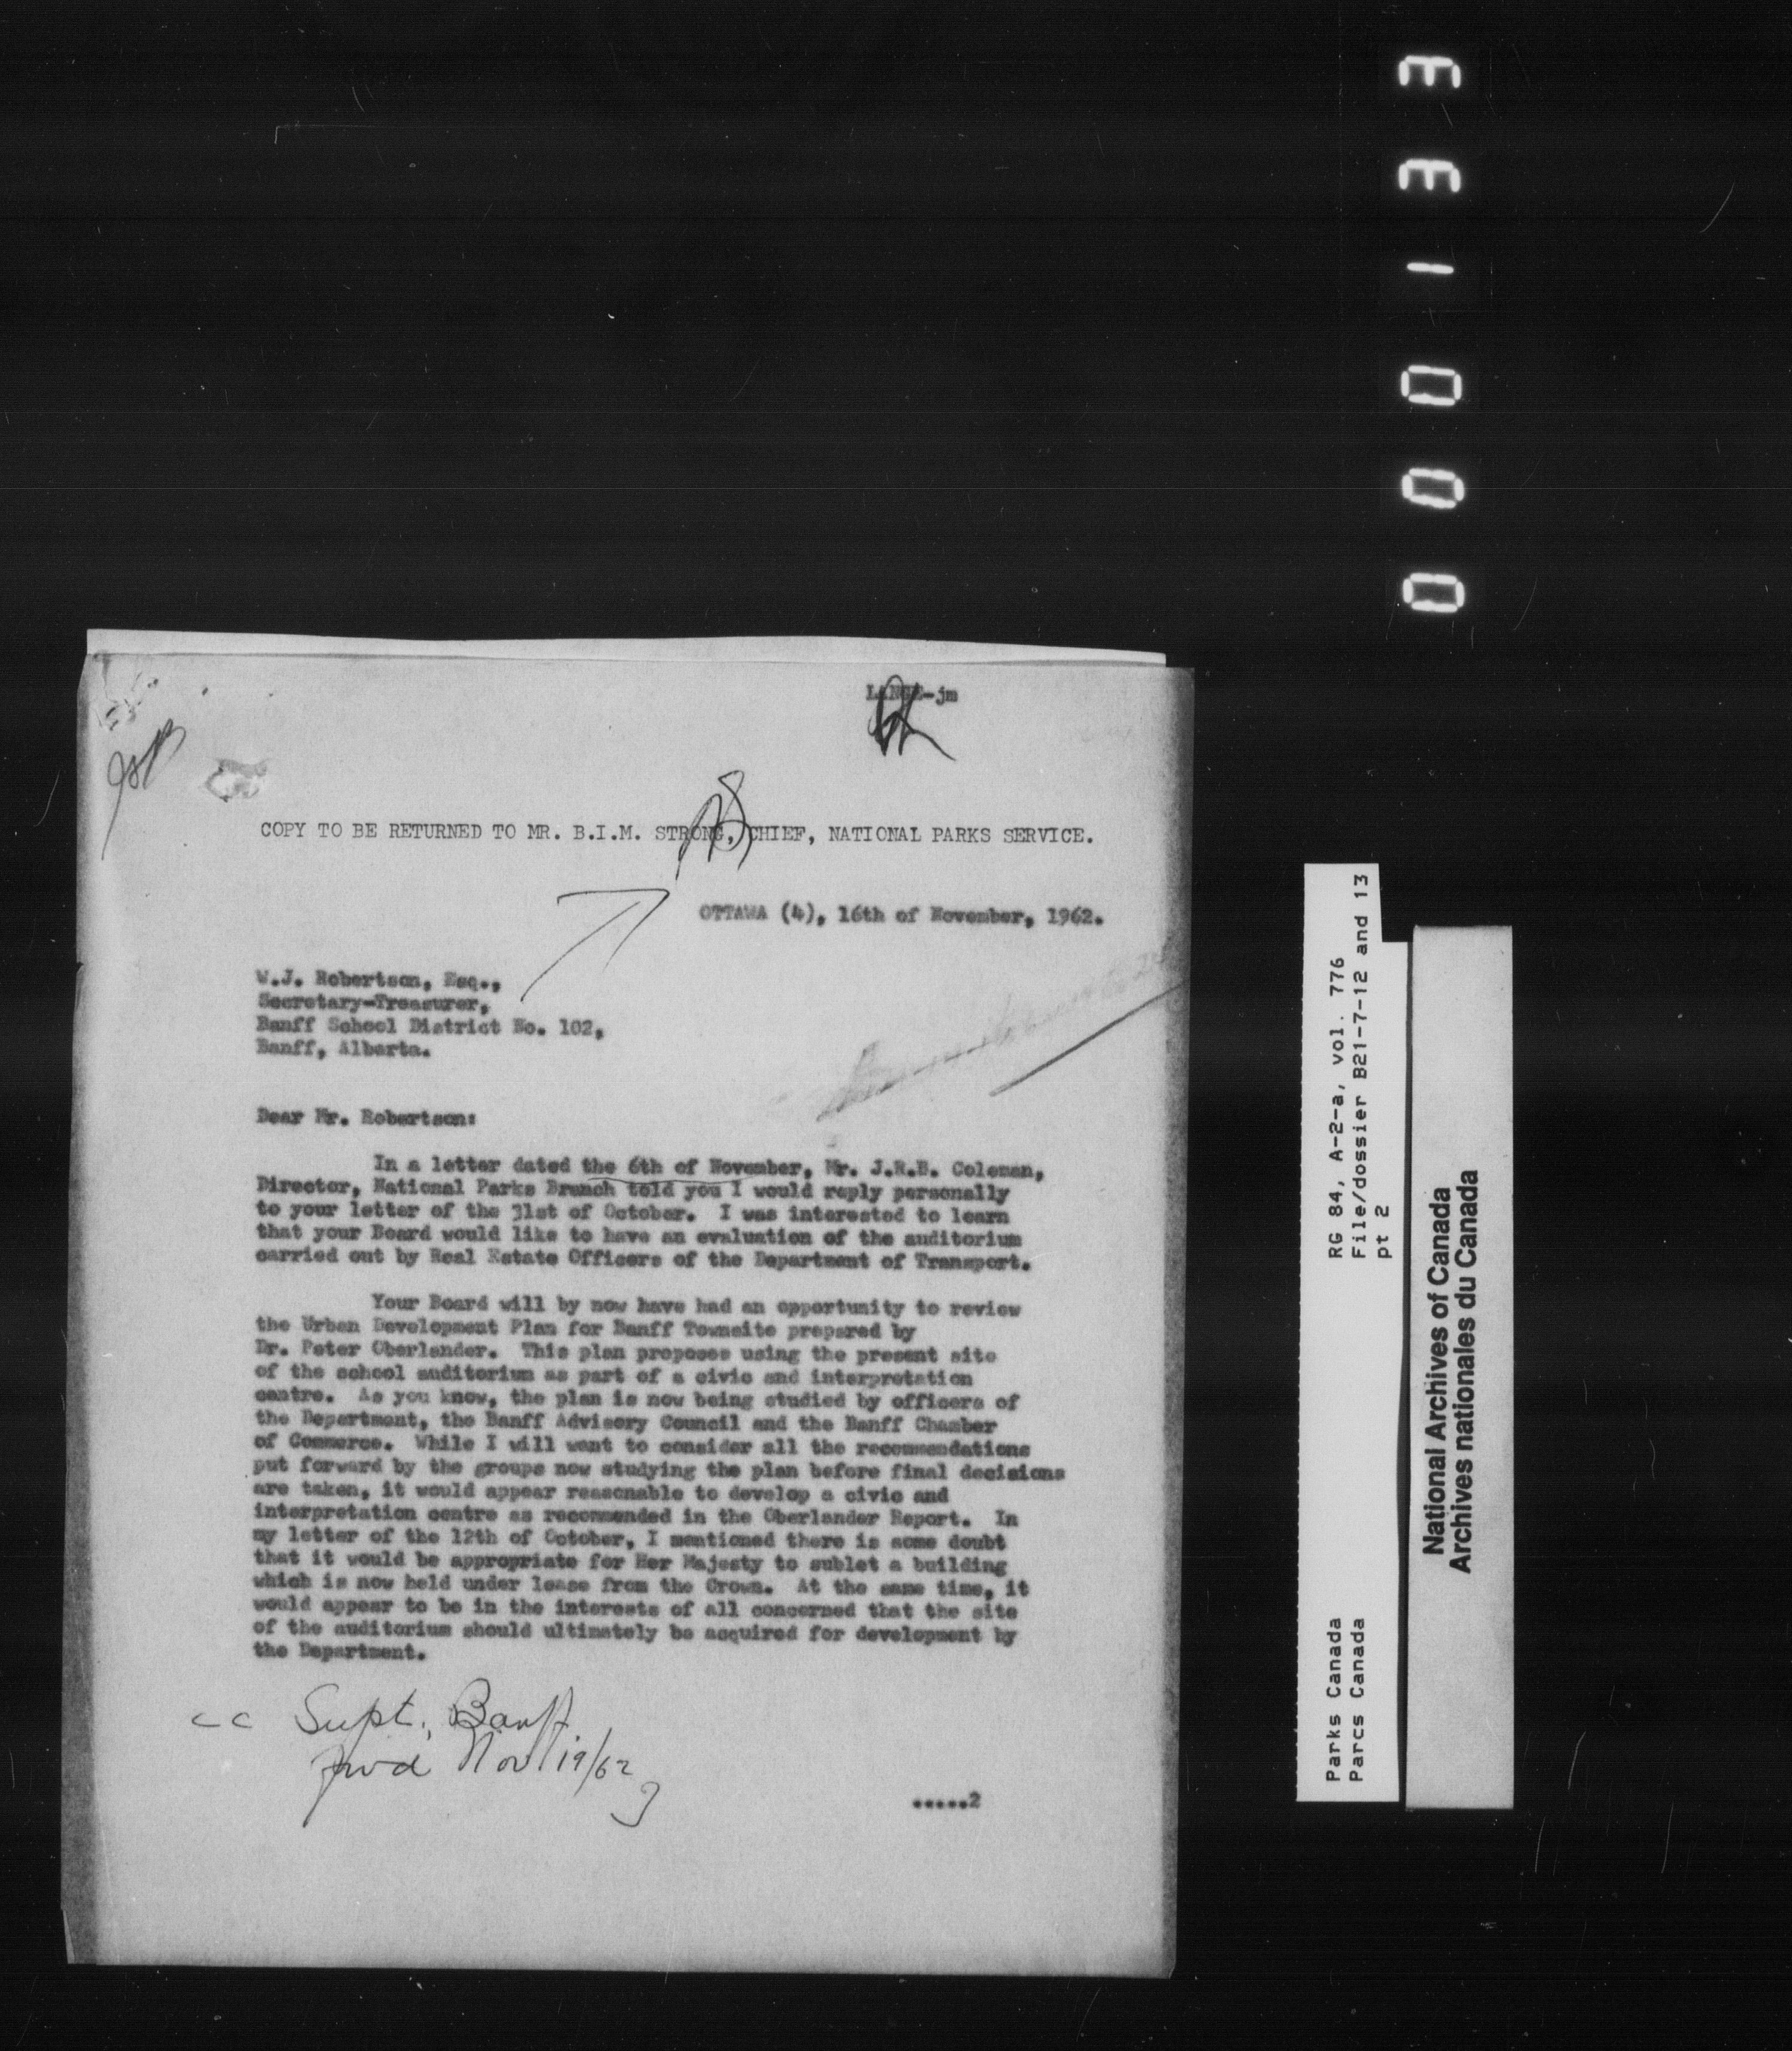 000133
LANGE-jm
COPY TO BE RETURNED TO MR. B.I.M. STRONG, CHIEF, NATIONAL PARKS SERVICE.
OTTAWA (4), 16th of November, 1962.
W.J. Robertson, Esq.,
Secretary-Treasurer,
Banff School District No. 102,
Banff, Alberta.
Dear Mr. Robertson:
In a letter dated the 6th of November, Mr. J.R.B. Coleman,
Director, National Parks Branch told you I would reply personally
to your letter of the 31st of October. I was interested to learn
that your Board would like to have an evaluation of the auditorium
carried out by Real Estate Officers of the Department of Transport.
Your Board will by now have had an opportunity to review
the Urban Development Plan for Banff Townsite prepared by
Dr. Peter Oberlander. This plan proposes using the present site
of the school auditorium as part of a civic and interpretation
centre. As you know, the plan is now being studied by officers of
the Department, the Banff Advisory Council and the Banff Chamber
of Commerce. While I will want to consider all the recommendations
put forward by the groups now studying the plan before final decisions
are taken, it would appear reasonable to develop a civic and
interpretation centre as recommended in the Oberlander Report. In
my letter of the 12th of October, I mentioned there is some doubt
that it would be appropriate for Her Majesty to sublet a building
which is now held under lease from the Crown. At the same time, it
would appear to be in the interests of all concerned that the site
of the auditorium should ultimately be acquired for development by
the Department.
cc Supt. Banff
fwd Nov 19/62
.....2
Parks Canada RG 84, A-2-a, vol. 776
Parcs Canada File/dossier B21-7-12 and 13
pt 2
National Archives of Canada
Archives nationales du Canada